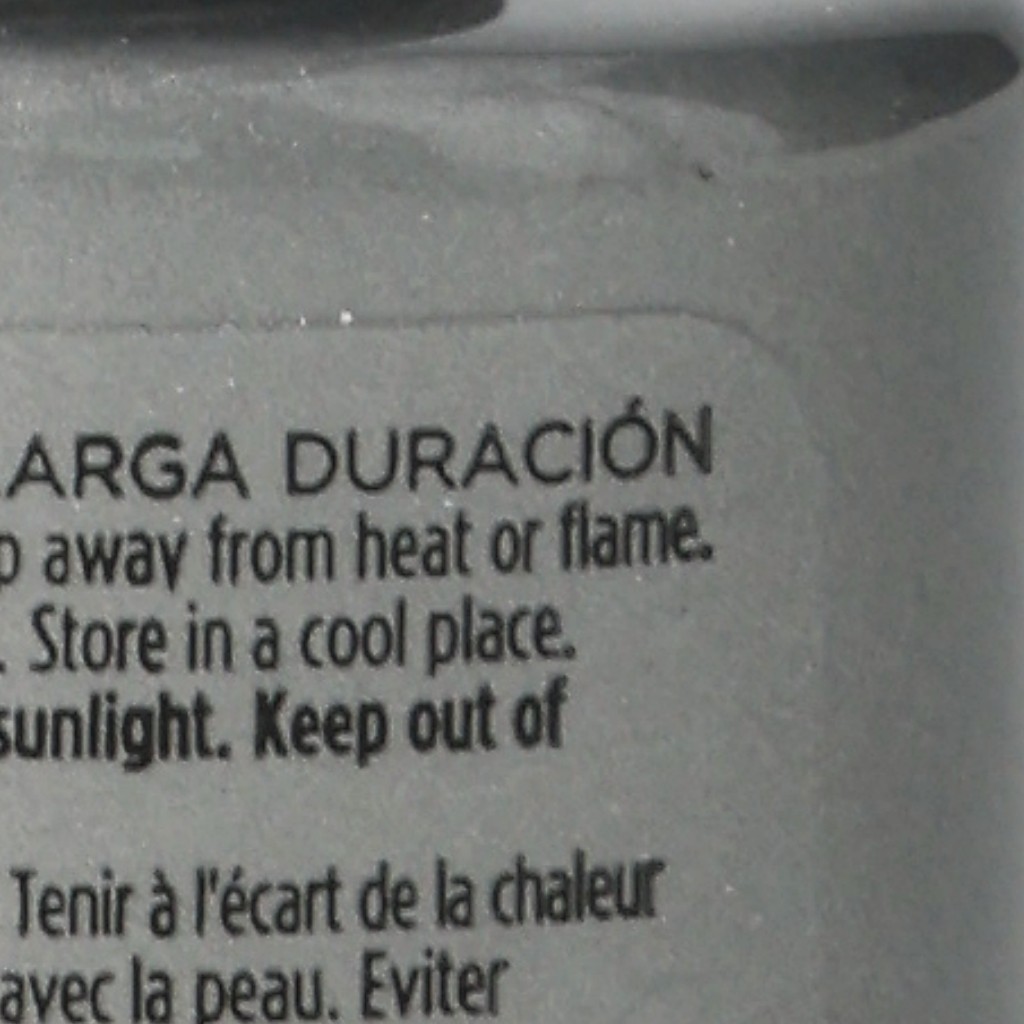 LARGA DURACIÓN
away from heat or flame.
. Store in a cool place.
sunlight. Keep out of
Tenir à l'écart de la chaleur
avec la peau. Eviter